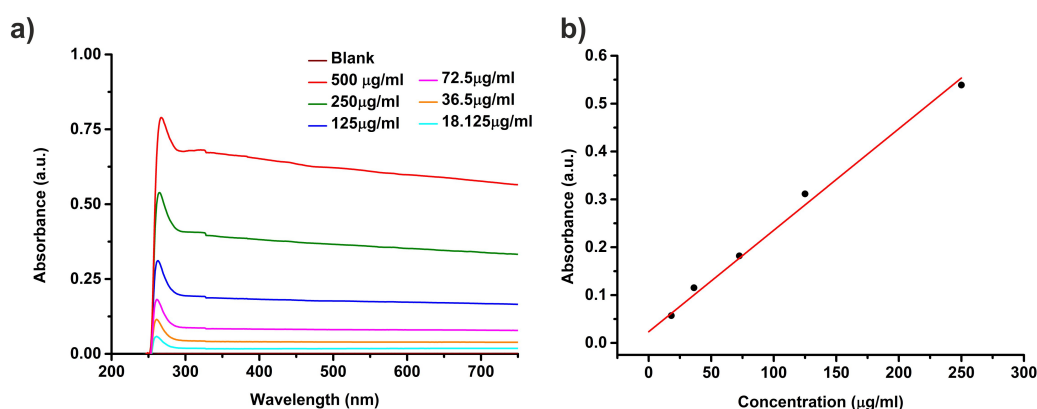 a)
1.00
0.75
0.50
0.25
0.00
Absorbance (a.u.)
200 300 400 500 600 700
Wavelength (nm)
Blank
500 μg/ml
250μg/ml
125μg/ml
72.5μg/ml
36.5μg/ml
18.125μg/ml
b)
0.6
0.5
0.4
0.3
0.2
0.1
0.0
Absorbance (a.u.)
0 50 100 150 200 250 300
Concentration (μg/ml)